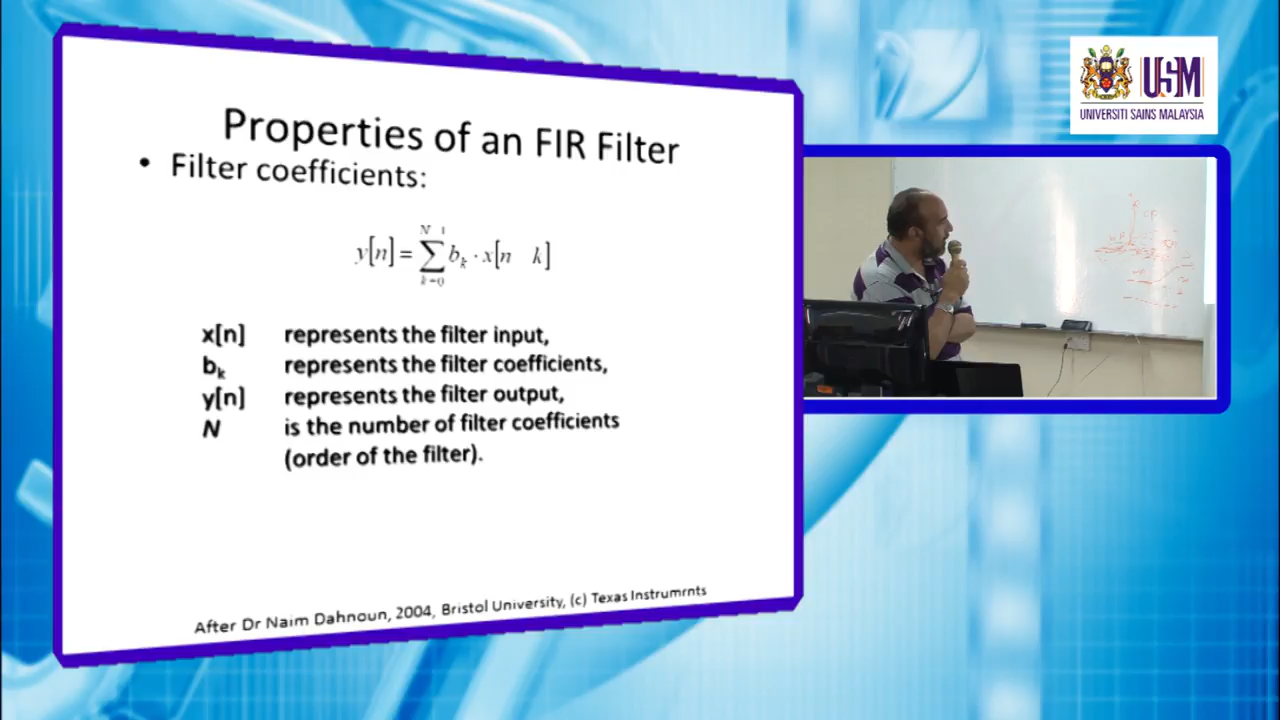 Properties of an FIR Filter
• Filter coefficients:
y[n] = ∑ b_k · x[n k]
N 1
k=0
x[n] represents the filter input,
b_k represents the filter coefficients,
y[n] represents the filter output,
N is the number of filter coefficients
(order of the filter).
After Dr Naim Dahnoun, 2004, Bristol University, (c) Texas Instrumrnts
USM
UNIVERSITI SAINS MALAYSIA